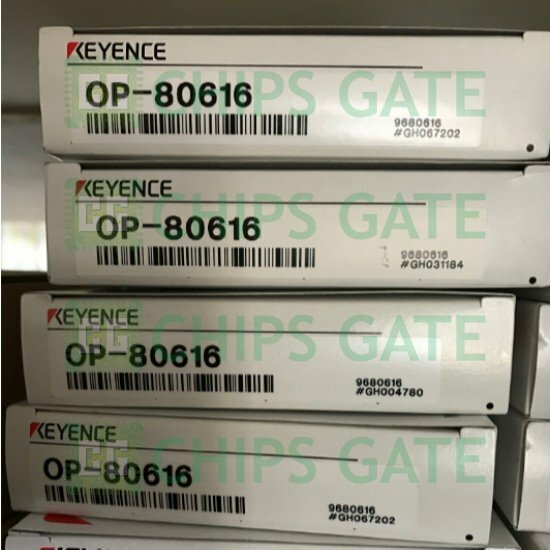 KEYENCE
OP-80616
9680616
#GH067202
CHIPS GATE
KEYENCE
OP-80616
9680616
#GH031184
CHIPS GATE
KEYENCE
OP-80616
9680616
#GH004780
CHIPS GATE
KEYENCE
OP-80616
9680616
#GH067202
CHIPS GATE